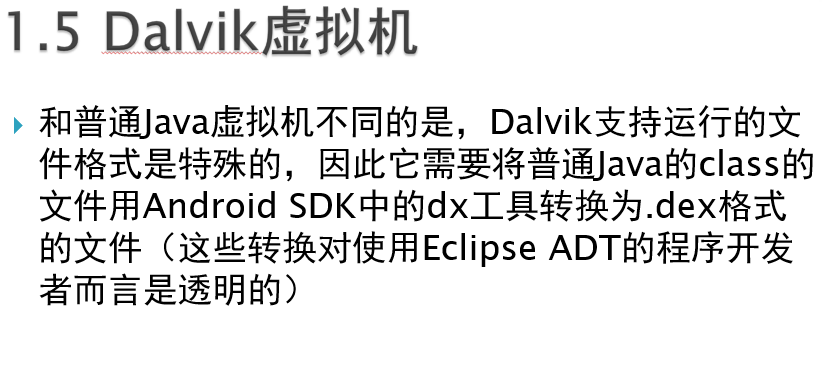 1.5 Dalvik虚拟机
和普通Java虚拟机不同的是，Dalvik支持运行的文
件格式是特殊的，因此它需要将普通Java的class的
文件用Android SDK中的dx工具转换为.dex格式
的文件（这些转换对使用Eclipse ADT的程序开发
者而言是透明的）